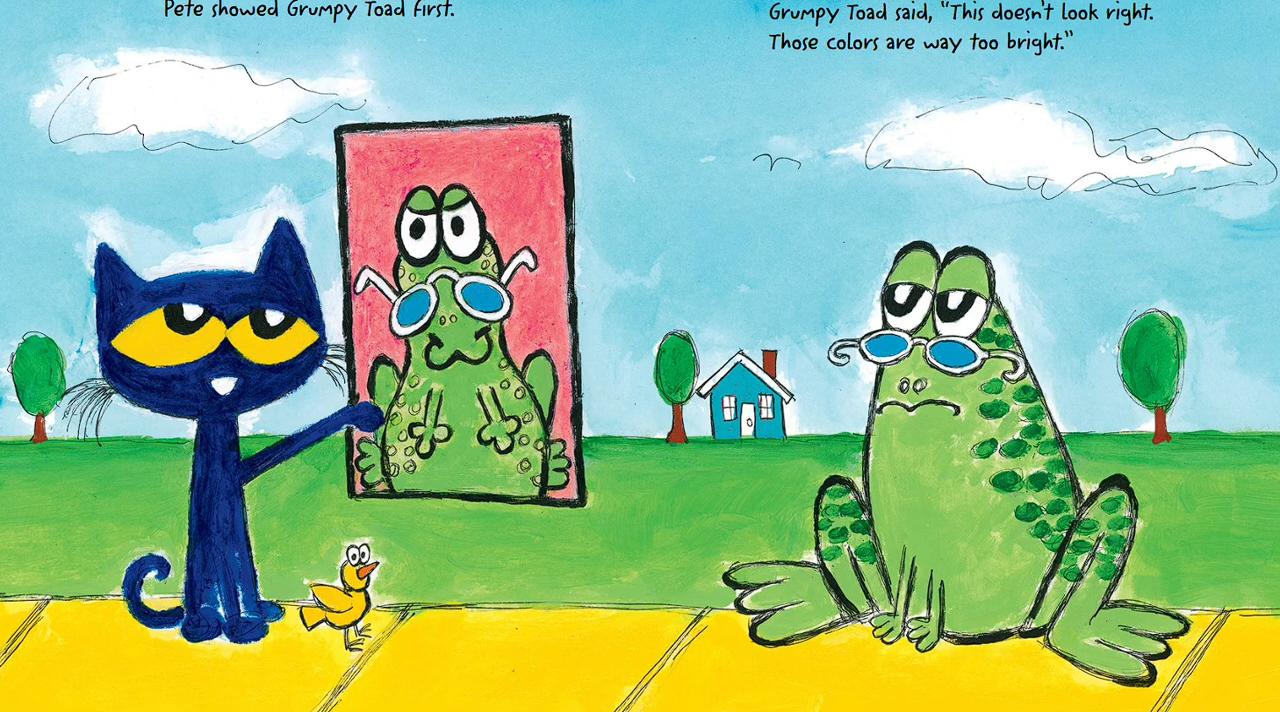 Pete showed Grumpy Toad first.
Grumpy Toad said, “This doesn’t look right.
Those colors are way too bright.”